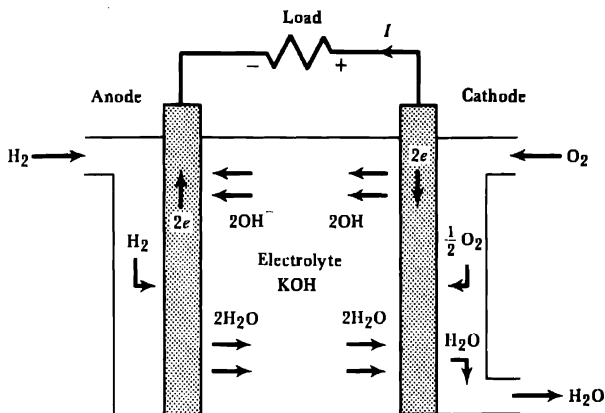 Load
I
− +
Anode
Cathode
H₂
O₂
2e
2e
2OH⁻
2OH
H₂
½ O₂
Electrolyte
KOH
2H₂O
2H₂O
H₂O
H₂O